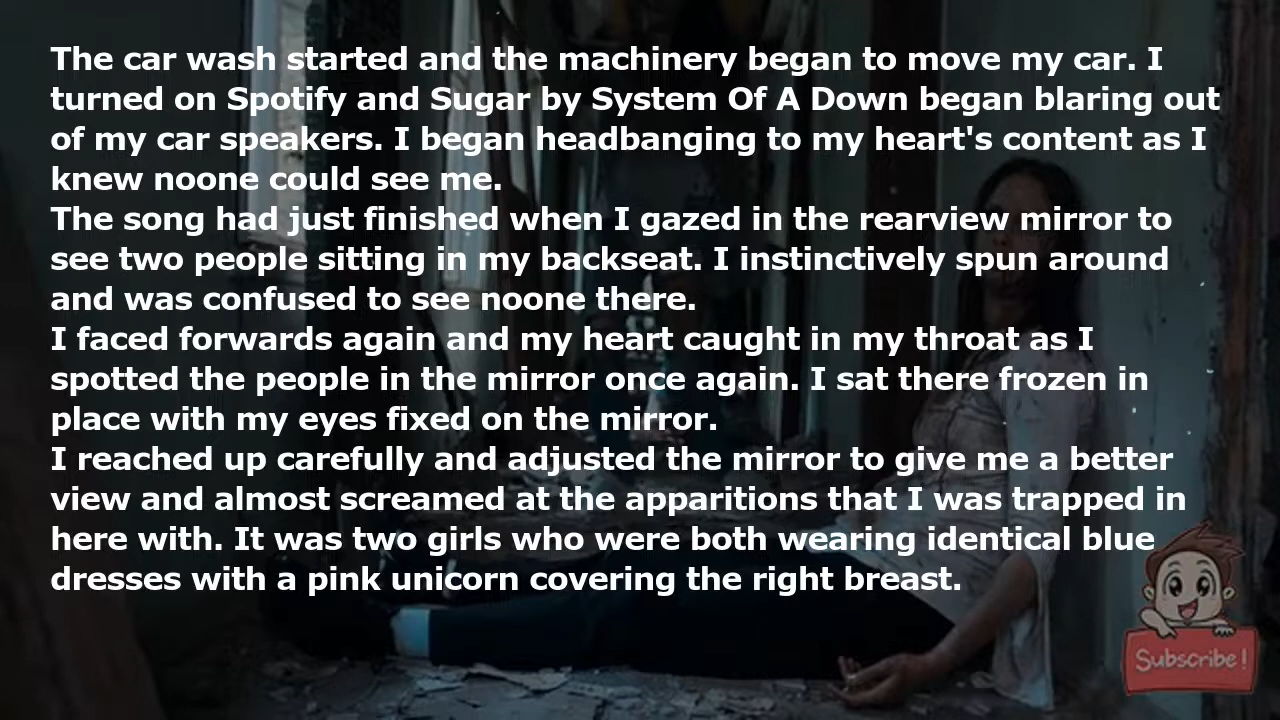 The car wash started and the machinery began to move my car. I
turned on Spotify and Sugar by System Of A Down began blaring out
of my car speakers. I began headbanging to my heart's content as I
knew noone could see me.
The song had just finished when I gazed in the rearview mirror to
see two people sitting in my backseat. I instinctively spun around
and was confused to see noone there.
I faced forwards again and my heart caught in my throat as I
spotted the people in the mirror once again. I sat there frozen in
place with my eyes fixed on the mirror.
I reached up carefully and adjusted the mirror to give me a better
view and almost screamed at the apparitions that I was trapped in
here with. It was two girls who were both wearing identical blue
dresses with a pink unicorn covering the right breast.
Subscribe!